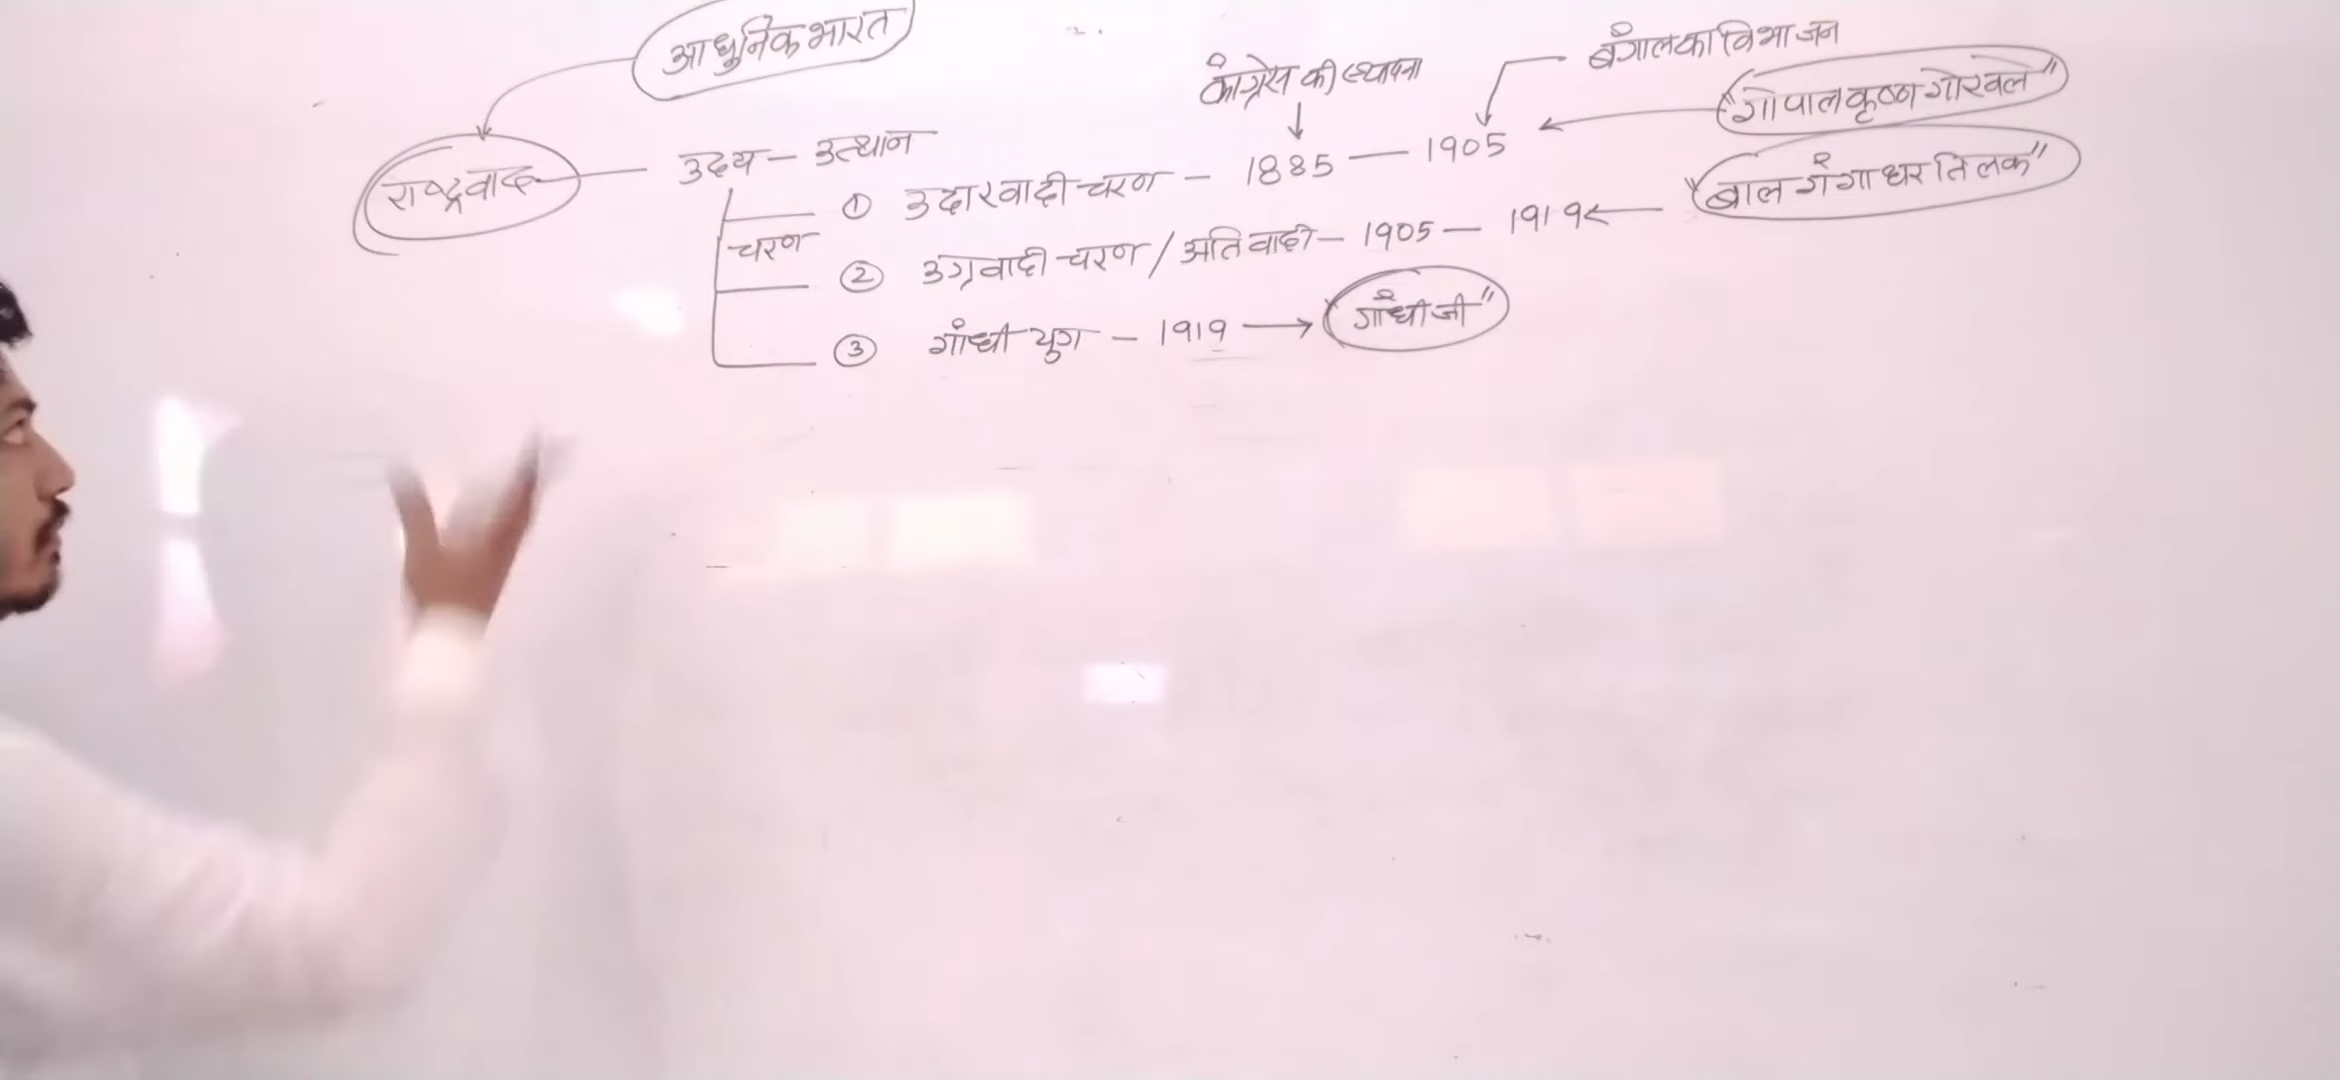 आधुनिक भारत
काँग्रेस की स्थापना
बंगाल का विभाजन
राष्ट्रवाद — उदय — उत्थान
चरण
① उदारवादी चरण — 1885 — 1905 ← "गोपाल कृष्ण गोखले"
② उग्रवादी चरण / अतिवादी — 1905 — 1919 ← "बाल गंगाधर तिलक"
③ गाँधी युग — 1919 → "गाँधी जी"